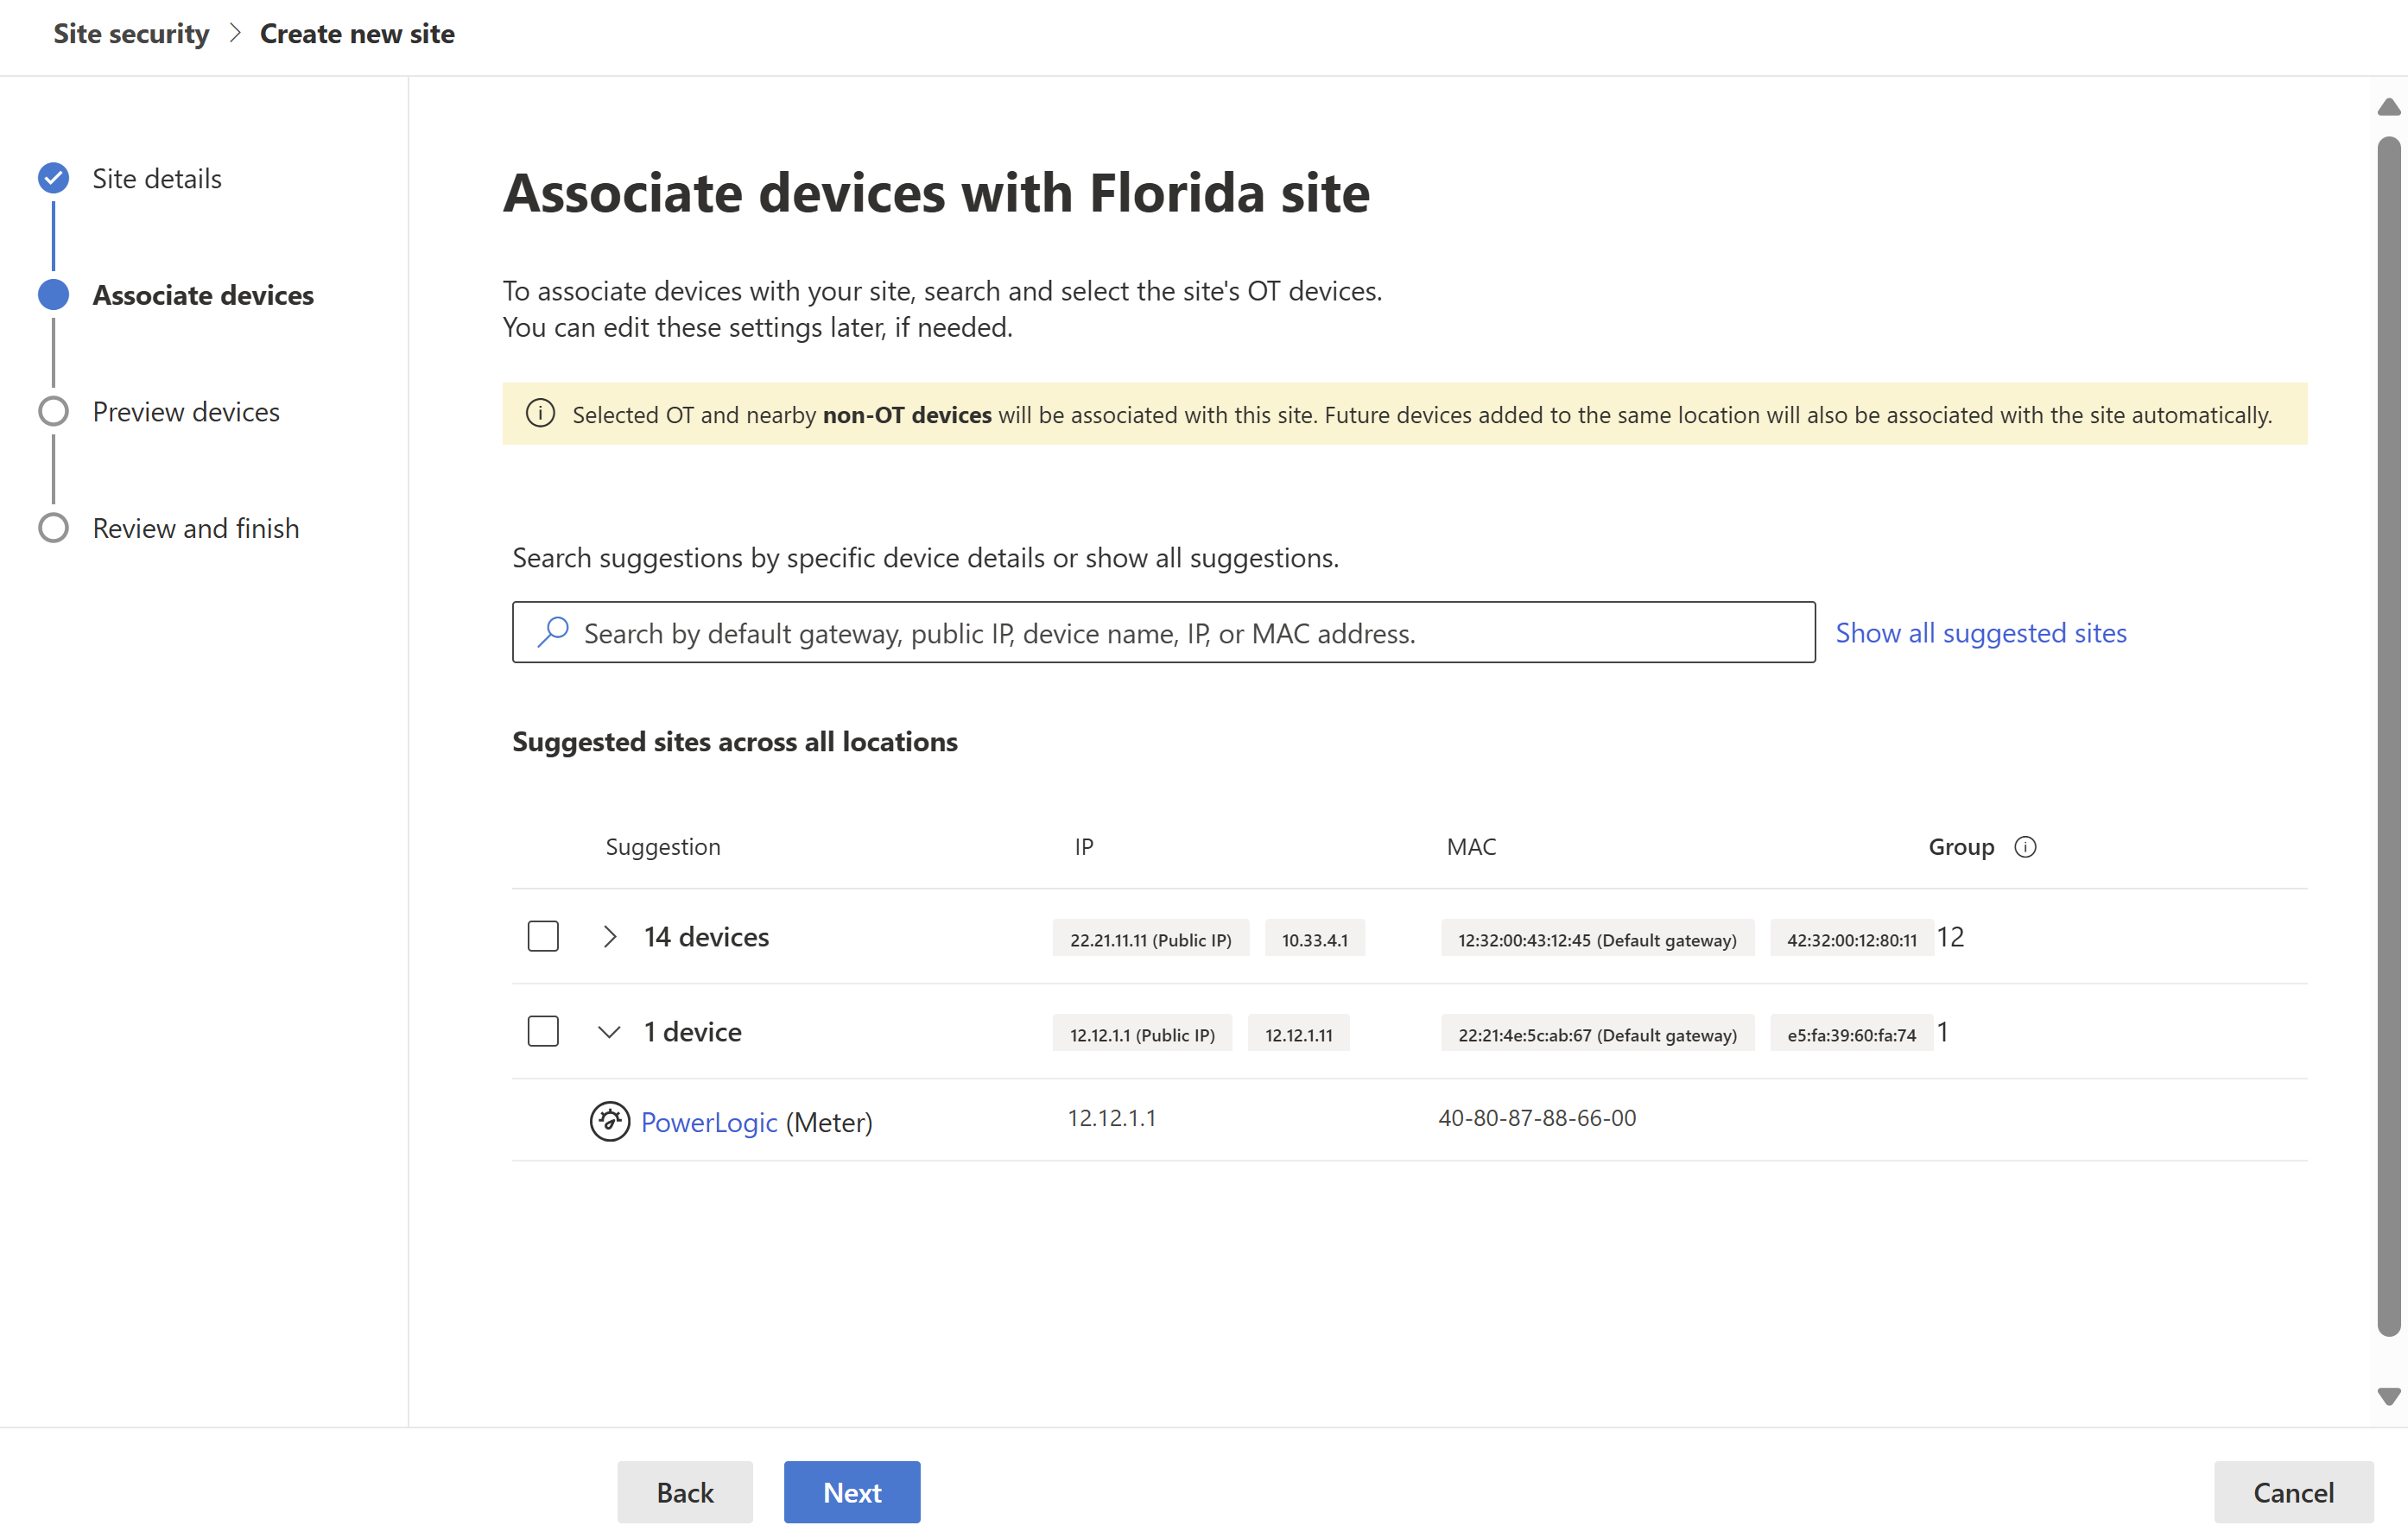 Site security > Create new site
Site details
Associate devices
Preview devices
Review and finish
Associate devices with Florida site
To associate devices with your site, search and select the site's OT devices.
You can edit these settings later, if needed.
Selected OT and nearby non-OT devices will be associated with this site. Future devices added to the same location will also be associated with the site automatically.
Search suggestions by specific device details or show all suggestions.
Search by default gateway, public IP, device name, IP, or MAC address.
Show all suggested sites
Suggested sites across all locations
Suggestion IP MAC Group
14 devices 22.21.11.11 (Public IP) 10.33.4.1 12:32:00:43:12:45 (Default gateway) 42:32:00:12:80:11 12
1 device 12.12.1.1 (Public IP) 12.12.1.11 22:21:4e:5c:ab:67 (Default gateway) e5:fa:39:60:fa:74 1
PowerLogic (Meter) 12.12.1.1 40-80-87-88-66-00
Back Next Cancel